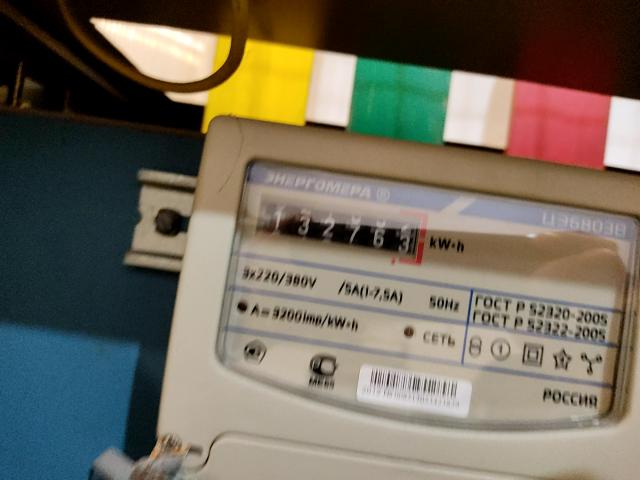 ЭНЕРГОМЕРА ®
ЦЭ6803В
132763 kW·h
3x220/380V /5A(1-7,5A) 50Hz
A= 3200imp/kW·h
СЕТЬ
ГОСТ Р 52320-2005
ГОСТ Р 52322-2005
РОССИЯ